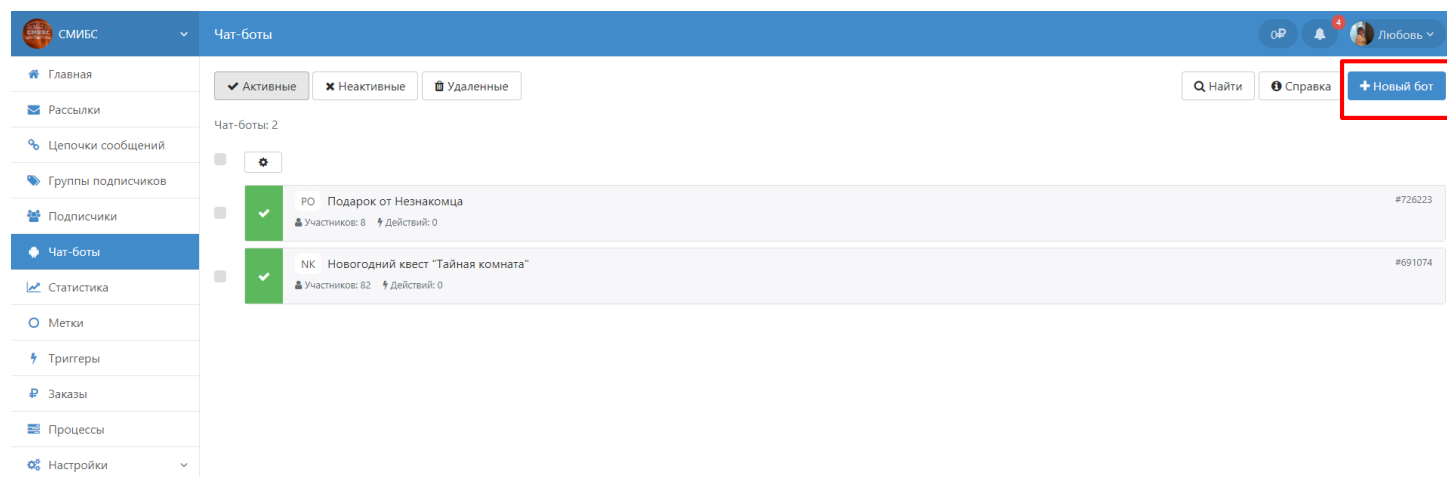 СМИБС
Чат-боты
0₽
4
Любовь
Главная
Рассылки
Цепочки сообщений
Группы подписчиков
Подписчики
Чат-боты
Статистика
Метки
Триггеры
Заказы
Процессы
Настройки
Активные Неактивные Удаленные
Найти Справка Новый бот
Чат-боты: 2
PO Подарок от Незнакомца #726223
Участников: 8 Действий: 0
NK Новогодний квест "Тайная комната" #691074
Участников: 82 Действий: 0